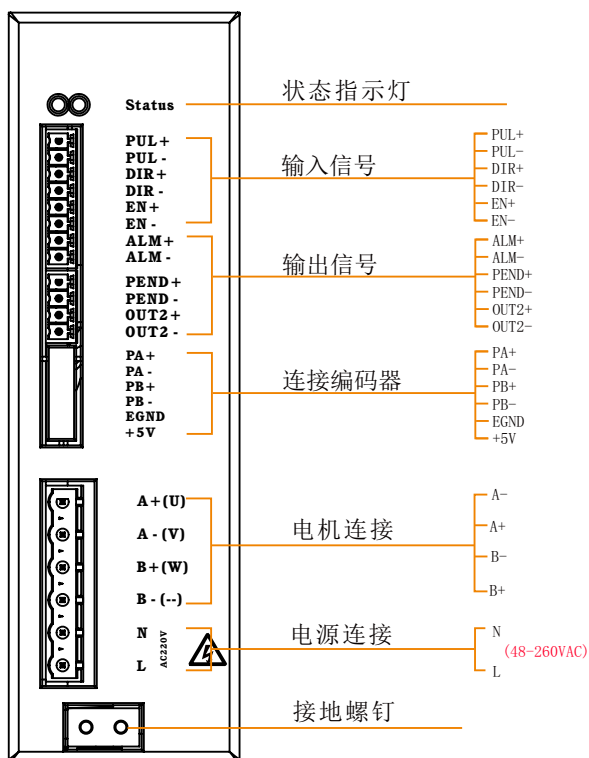 Status
状态指示灯
PUL+
PUL-
DIR+
DIR-
EN+
EN-
输入信号
PUL+
PUL-
DIR+
DIR-
EN+
EN-
ALM+
ALM-
PEND+
PEND-
OUT2+
OUT2-
输出信号
ALM+
ALM-
PEND+
PEND-
OUT2+
OUT2-
PA+
PA-
PB+
PB-
EGND
+5V
连接编码器
PA+
PA-
PB+
PB-
EGND
+5V
A+(U)
A-(V)
B+(W)
B-(--)
电机连接
A-
A+
B-
B+
N
L
AC220V
电源连接
N
(48-260VAC)
L
接地螺钉